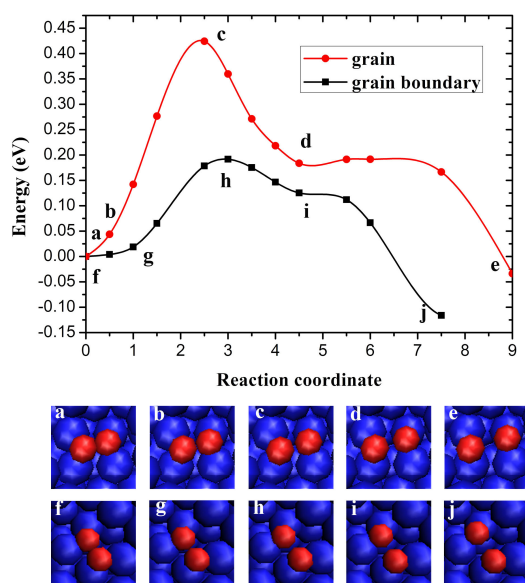 0.45
0.40
0.35
0.30
0.25
0.20
0.15
0.10
0.05
0.00
-0.05
-0.10
-0.15
Energy (eV)
grain
grain boundary
a
b
c
d
e
f
g
h
i
j
0 1 2 3 4 5 6 7 8 9
Reaction coordinate
a b c d e
f g h i j